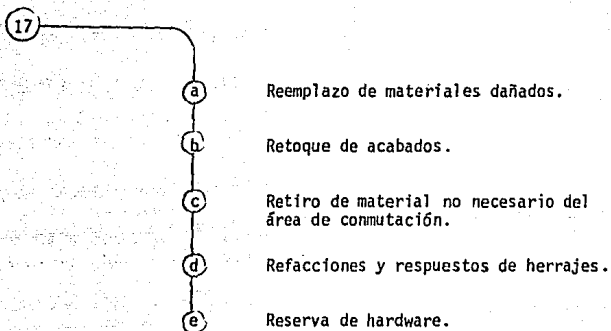 17
a Reemplazo de materiales dañados.
b Retoque de acabados.
c Retiro de material no necesario del
área de conmutación.
d Refacciones y respuestos de herrajes.
e Reserva de hardware.